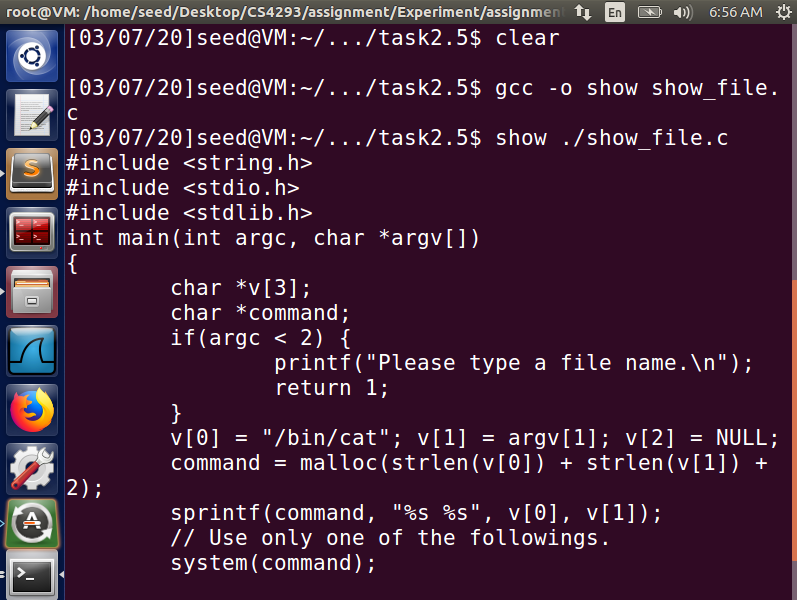 root@VM: /home/seed/Desktop/CS4293/assignment/Experiment/assignmen
En
6:56 AM
[03/07/20]seed@VM:~/.../task2.5$ clear
[03/07/20]seed@VM:~/.../task2.5$ gcc -o show show_file.
c
[03/07/20]seed@VM:~/.../task2.5$ show ./show_file.c
#include <string.h>
#include <stdio.h>
#include <stdlib.h>
int main(int argc, char *argv[])
{
        char *v[3];
        char *command;
        if(argc < 2) {
                printf("Please type a file name.\n");
                return 1;
        }
        v[0] = "/bin/cat"; v[1] = argv[1]; v[2] = NULL;
        command = malloc(strlen(v[0]) + strlen(v[1]) +
2);
        sprintf(command, "%s %s", v[0], v[1]);
        // Use only one of the followings.
        system(command);